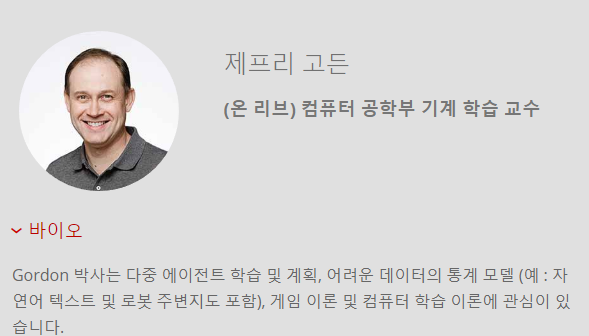 제프리 고든
(온 리브) 컴퓨터 공학부 기계 학습 교수
바이오
Gordon 박사는 다중 에이전트 학습 및 계획, 어려운 데이터의 통계 모델 (예 : 자
연어 텍스트 및 로봇 주변지도 포함), 게임 이론 및 컴퓨터 학습 이론에 관심이 있
습니다.